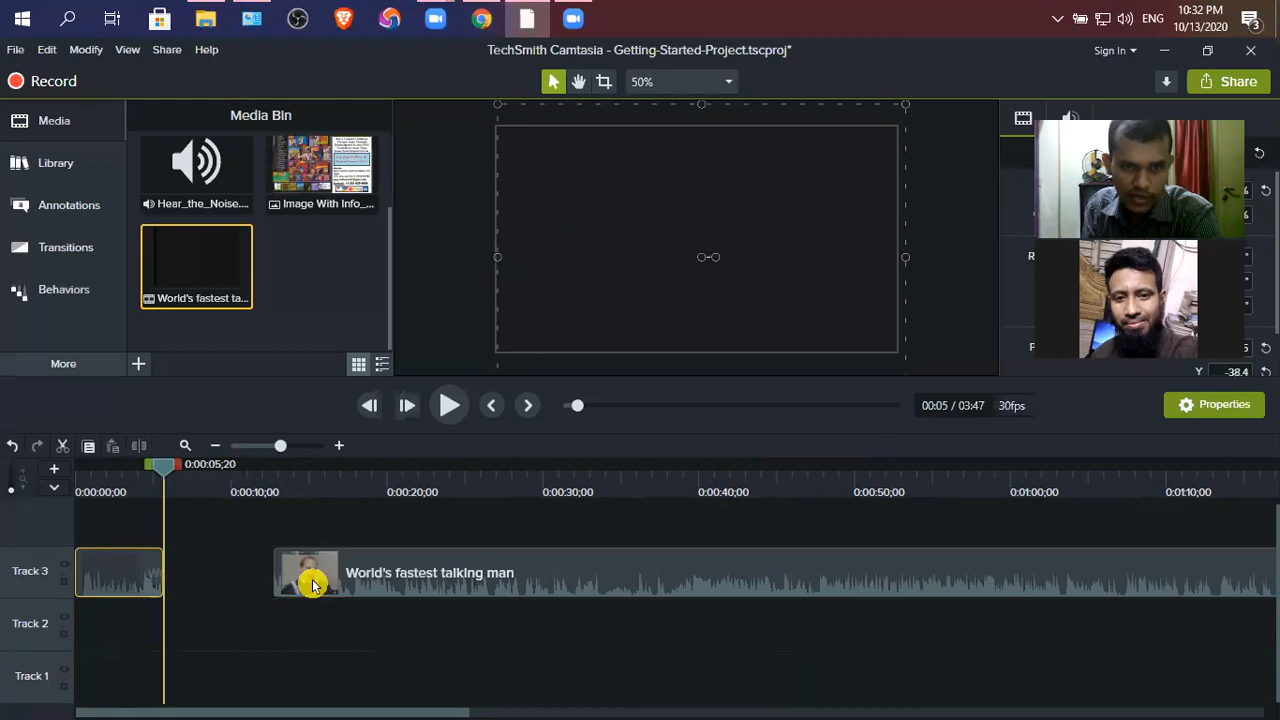 ENG
10:32 PM
10/13/2020
3
File Edit Modify View Share Help
TechSmith Camtasia - Getting-Started-Project.tscproj*
Sign In
Record
50%
Share
Media
Library
Annotations
Transitions
Behaviors
More
Media Bin
Hear_the_Noise....
Image With Info_...
World's fastest ta...
Y -38.4
00:05 / 03:47 30fps
Properties
0:00:05;20
0:00:00;00 0:00:10;00 0:00:20;00 0:00:30;00 0:00:40;00 0:00:50;00 0:01:00;00 0:01:10;00
Track 3
World's fastest talking man
Track 2
Track 1